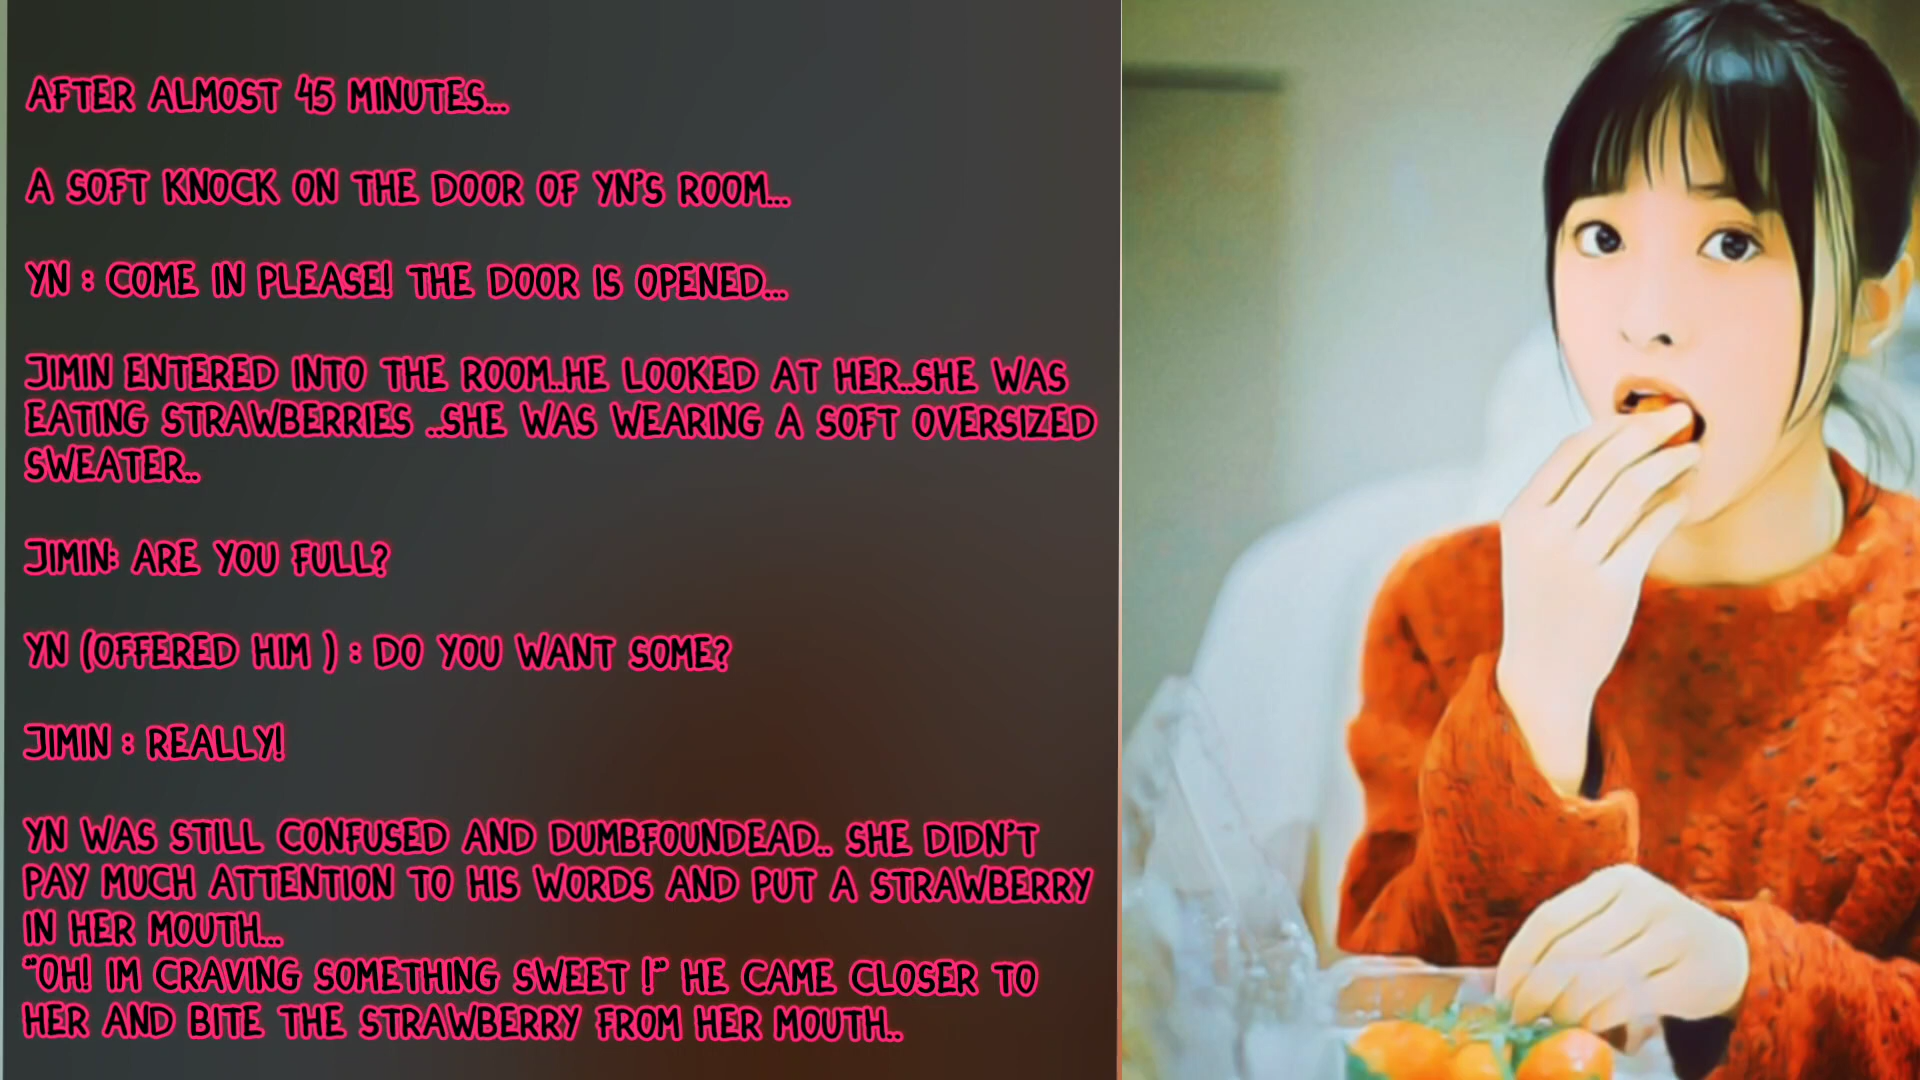 AFTER ALMOST 45 MINUTES...
A SOFT KNOCK ON THE DOOR OF YN'S ROOM...
YN : COME IN PLEASE! THE DOOR IS OPENED...
JIMIN ENTERED INTO THE ROOM..HE LOOKED AT HER..SHE WAS
EATING STRAWBERRIES ..SHE WAS WEARING A SOFT OVERSIZED
SWEATER..
JIMIN: ARE YOU FULL?
YN (OFFERED HIM ) : DO YOU WANT SOME?
JIMIN : REALLY!
YN WAS STILL CONFUSED AND DUMBFOUNDEAD.. SHE DIDN'T
PAY MUCH ATTENTION TO HIS WORDS AND PUT A STRAWBERRY
IN HER MOUTH...
"OH! IM CRAVING SOMETHING SWEET !" HE CAME CLOSER TO
HER AND BITE THE STRAWBERRY FROM HER MOUTH..